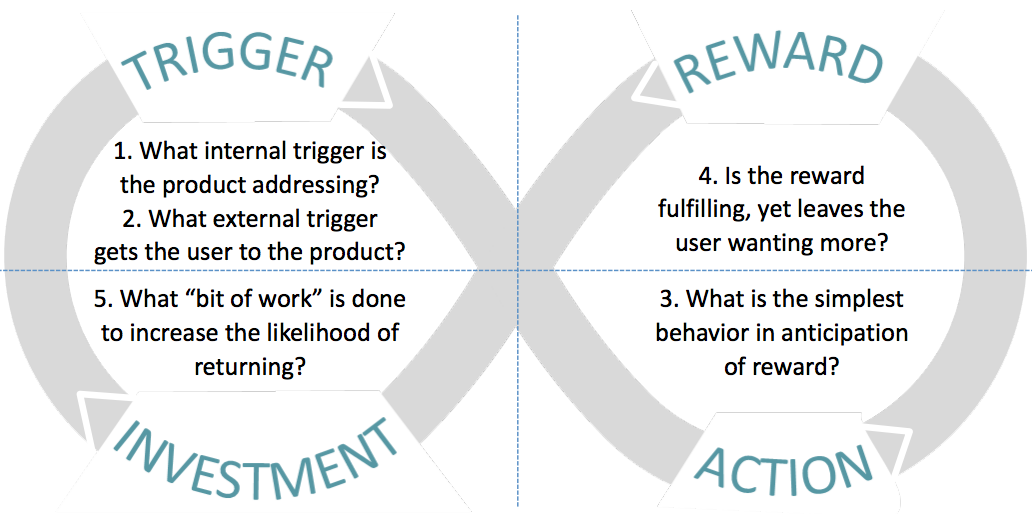 TRIGGER
1. What internal trigger is
the product addressing?
2. What external trigger
gets the user to the product?
REWARD
4. Is the reward
fulfilling, yet leaves the
user wanting more?
5. What “bit of work” is done
to increase the likelihood of
returning?
INVESTMENT
3. What is the simplest
behavior in anticipation
of reward?
ACTION